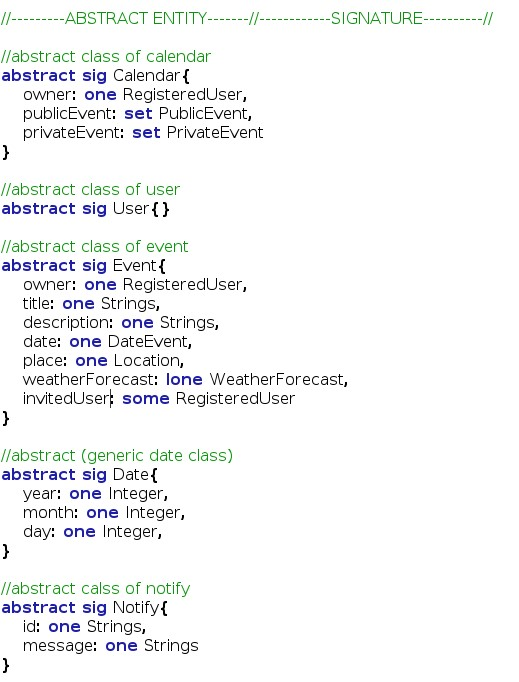 //---------ABSTRACT ENTITY-------//------------SIGNATURE----------//

//abstract class of calendar
abstract sig Calendar{
    owner: one RegisteredUser,
    publicEvent: set PublicEvent,
    privateEvent: set PrivateEvent
}

//abstract class of user
abstract sig User{}

//abstract class of event
abstract sig Event{
    owner: one RegisteredUser,
    title: one Strings,
    description: one Strings,
    date: one DateEvent,
    place: one Location,
    weatherForecast: lone WeatherForecast,
    invitedUser: some RegisteredUser
}

//abstract (generic date class)
abstract sig Date{
    year: one Integer,
    month: one Integer,
    day: one Integer,
}

//abstract calss of notify
abstract sig Notify{
    id: one Strings,
    message: one Strings
}